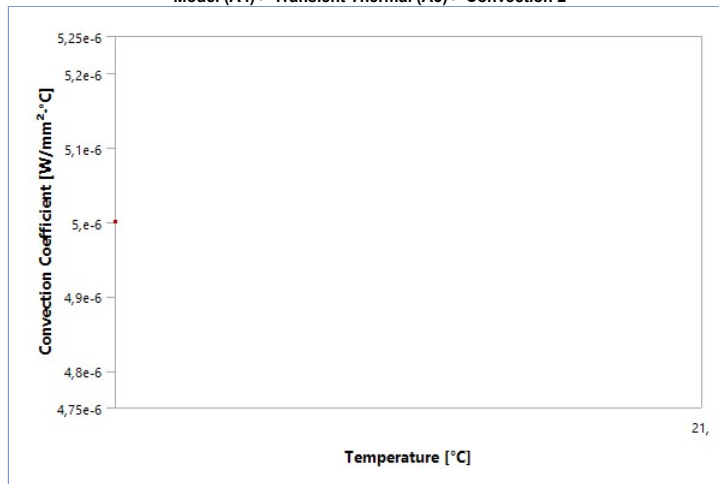 Model (A4) > Transient Thermal (A5) > Convection 2
5,25e-6
5,2e-6
5,1e-6
5,e-6
4,9e-6
4,8e-6
4,75e-6
Convection Coefficient [W/mm²·°C]
21,
Temperature [°C]